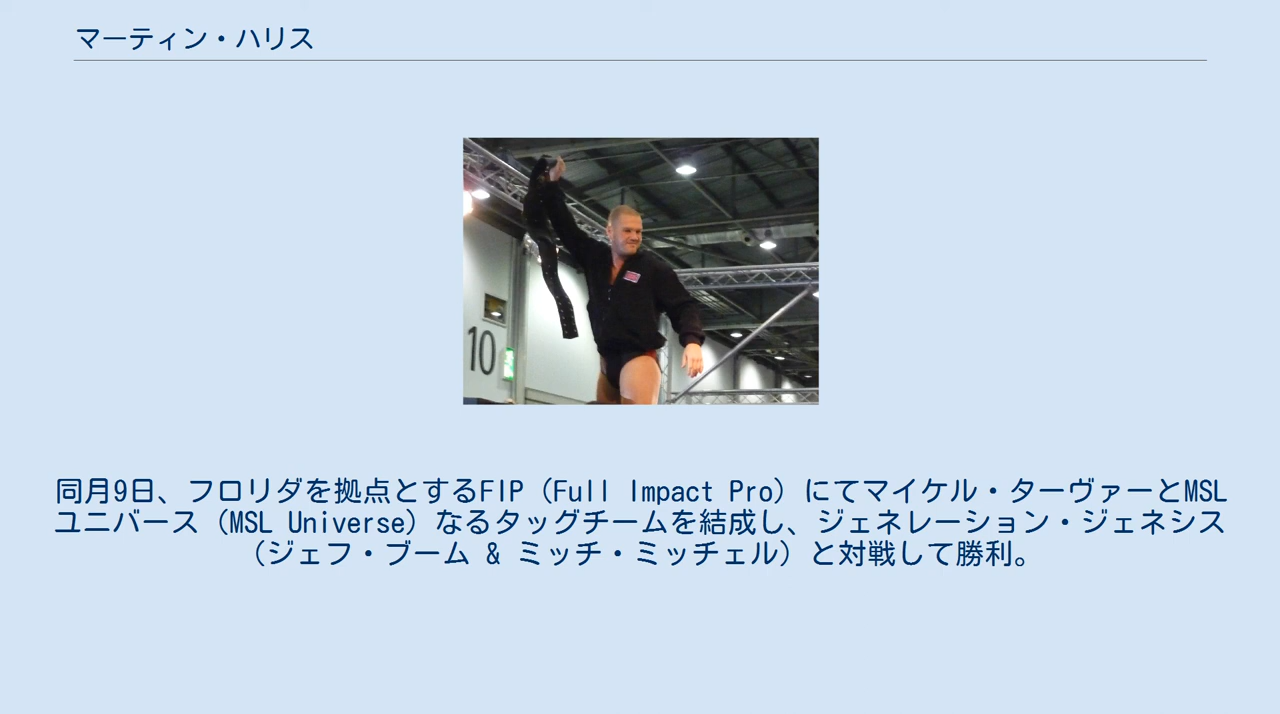 マーティン・ハリス
10
同月9日、フロリダを拠点とするFIP（Full Impact Pro）にてマイケル・ターヴァーとMSL
ユニバース（MSL Universe）なるタッグチームを結成し、ジェネレーション・ジェネシス
（ジェフ・ブーム & ミッチ・ミッチェル）と対戦して勝利。